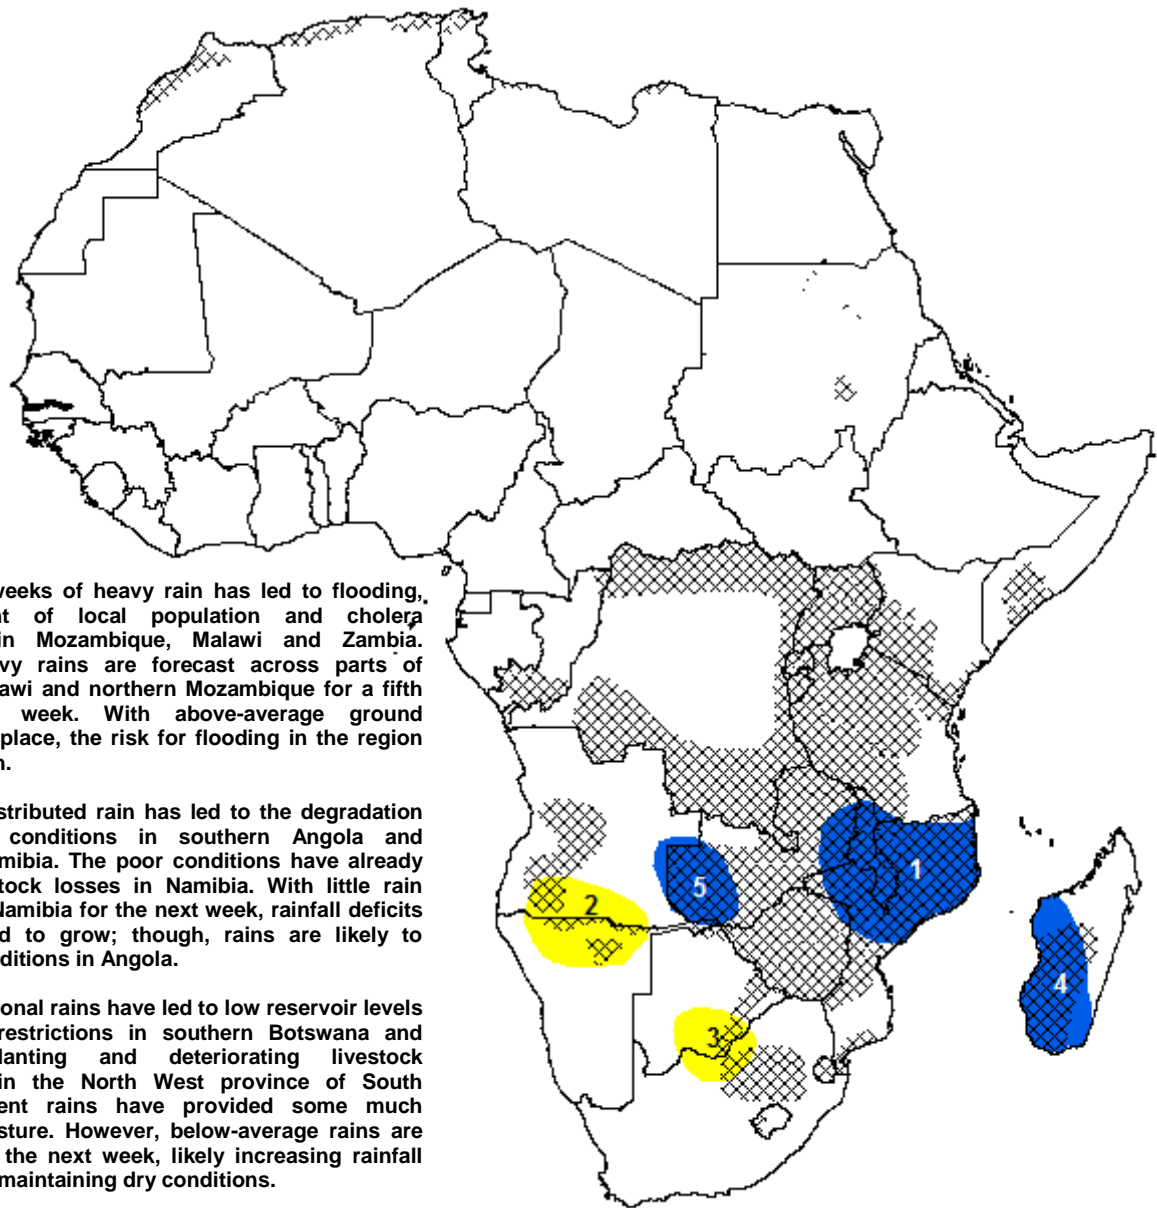 weeks of heavy rain has led to flooding,
t of local population and cholera
in Mozambique, Malawi and Zambia.
vy rains are forecast across parts of
awi and northern Mozambique for a fifth
week. With above-average ground
place, the risk for flooding in the region
n.
stributed rain has led to the degradation
conditions in southern Angola and
mibia. The poor conditions have already
stock losses in Namibia. With little rain
Namibia for the next week, rainfall deficits
d to grow; though, rains are likely to
ditions in Angola.
onal rains have led to low reservoir levels
restrictions in southern Botswana and
lanting and deteriorating livestock
in the North West province of South
ent rains have provided some much
sture. However, below-average rains are
the next week, likely increasing rainfall
maintaining dry conditions.
1
5
2
4
3